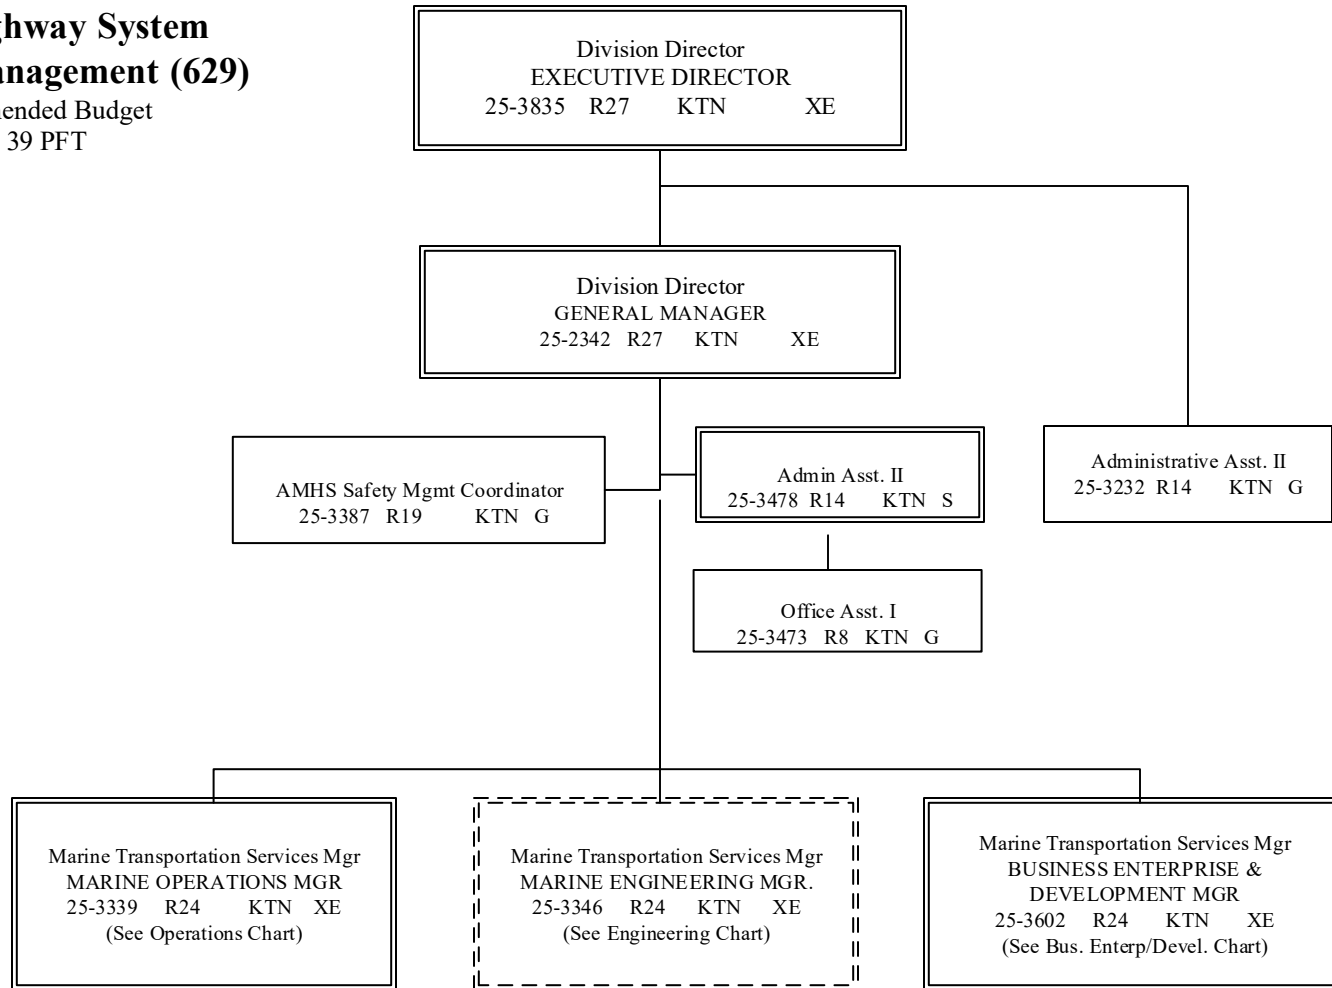 ghway System
anagement (629)
ended Budget
39 PFT
Division Director
EXECUTIVE DIRECTOR
25-3835 R27 KTN XE
Division Director
GENERAL MANAGER
25-2342 R27 KTN XE
AMHS Safety Mgmt Coordinator
25-3387 R19 KTN G
Admin Asst. II
25-3478 R14 KTN S
Administrative Asst. II
25-3232 R14 KTN G
Office Asst. I
25-3473 R8 KTN G
Marine Transportation Services Mgr
MARINE OPERATIONS MGR
25-3339 R24 KTN XE
(See Operations Chart)
Marine Transportation Services Mgr
MARINE ENGINEERING MGR.
25-3346 R24 KTN XE
(See Engineering Chart)
Marine Transportation Services Mgr
BUSINESS ENTERPRISE &
DEVELOPMENT MGR
25-3602 R24 KTN XE
(See Bus. Enterp/Devel. Chart)